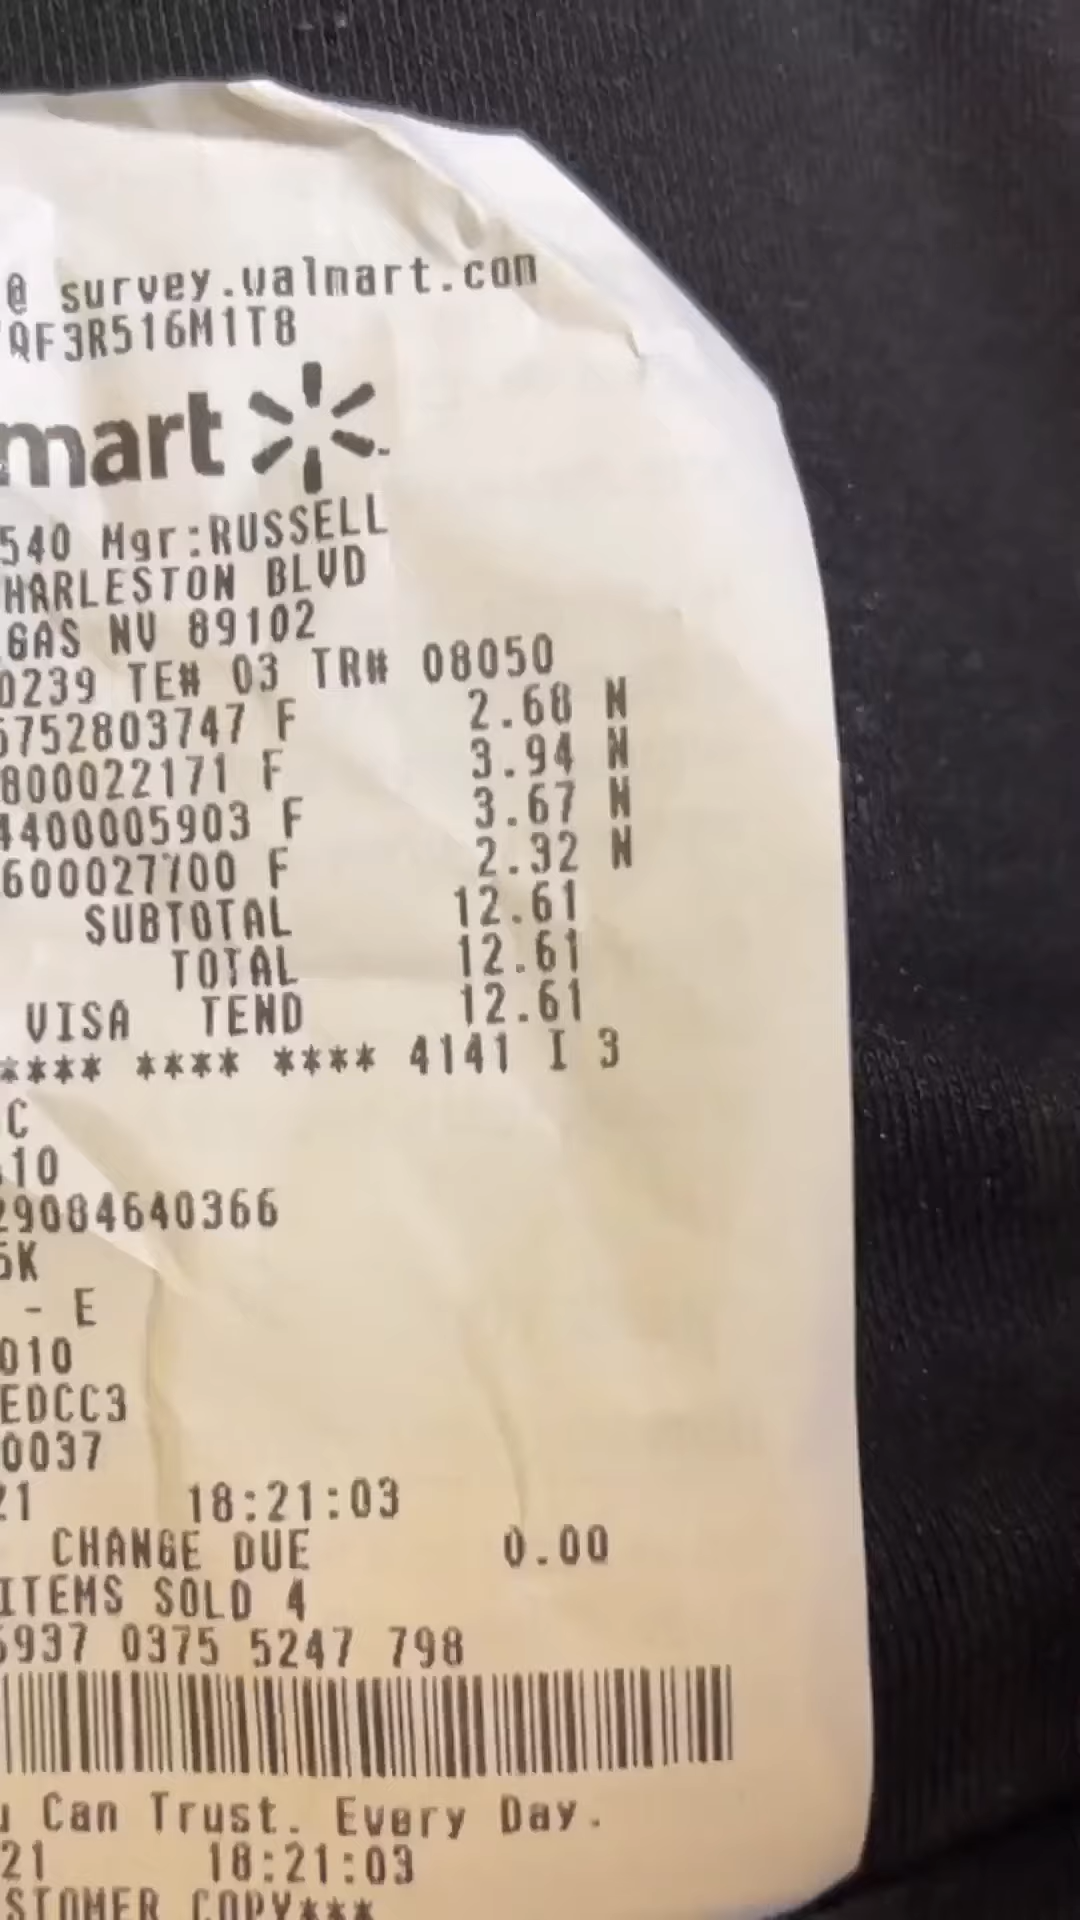 @ survey.walmart.com
QF3R516M1T8
mart
540 Mgr:RUSSELL
HARLESTON BLVD
GAS NV 89102
0239 TE# 03 TR# 08050
6752803747 F 2.68 N
800022171 F 3.94 N
4400005903 F 3.67 N
600027700 F 2.32 N
SUBTOTAL 12.61
TOTAL 12.61
VISA TEND 12.61
**** **** **** 4141 I 3
C
10
29084640366
5K
- E
010
EDCC3
0037
21 18:21:03
CHANGE DUE 0.00
ITEMS SOLD 4
5937 0375 5247 798
u Can Trust. Every Day.
21 18:21:03
STOMER COPY***